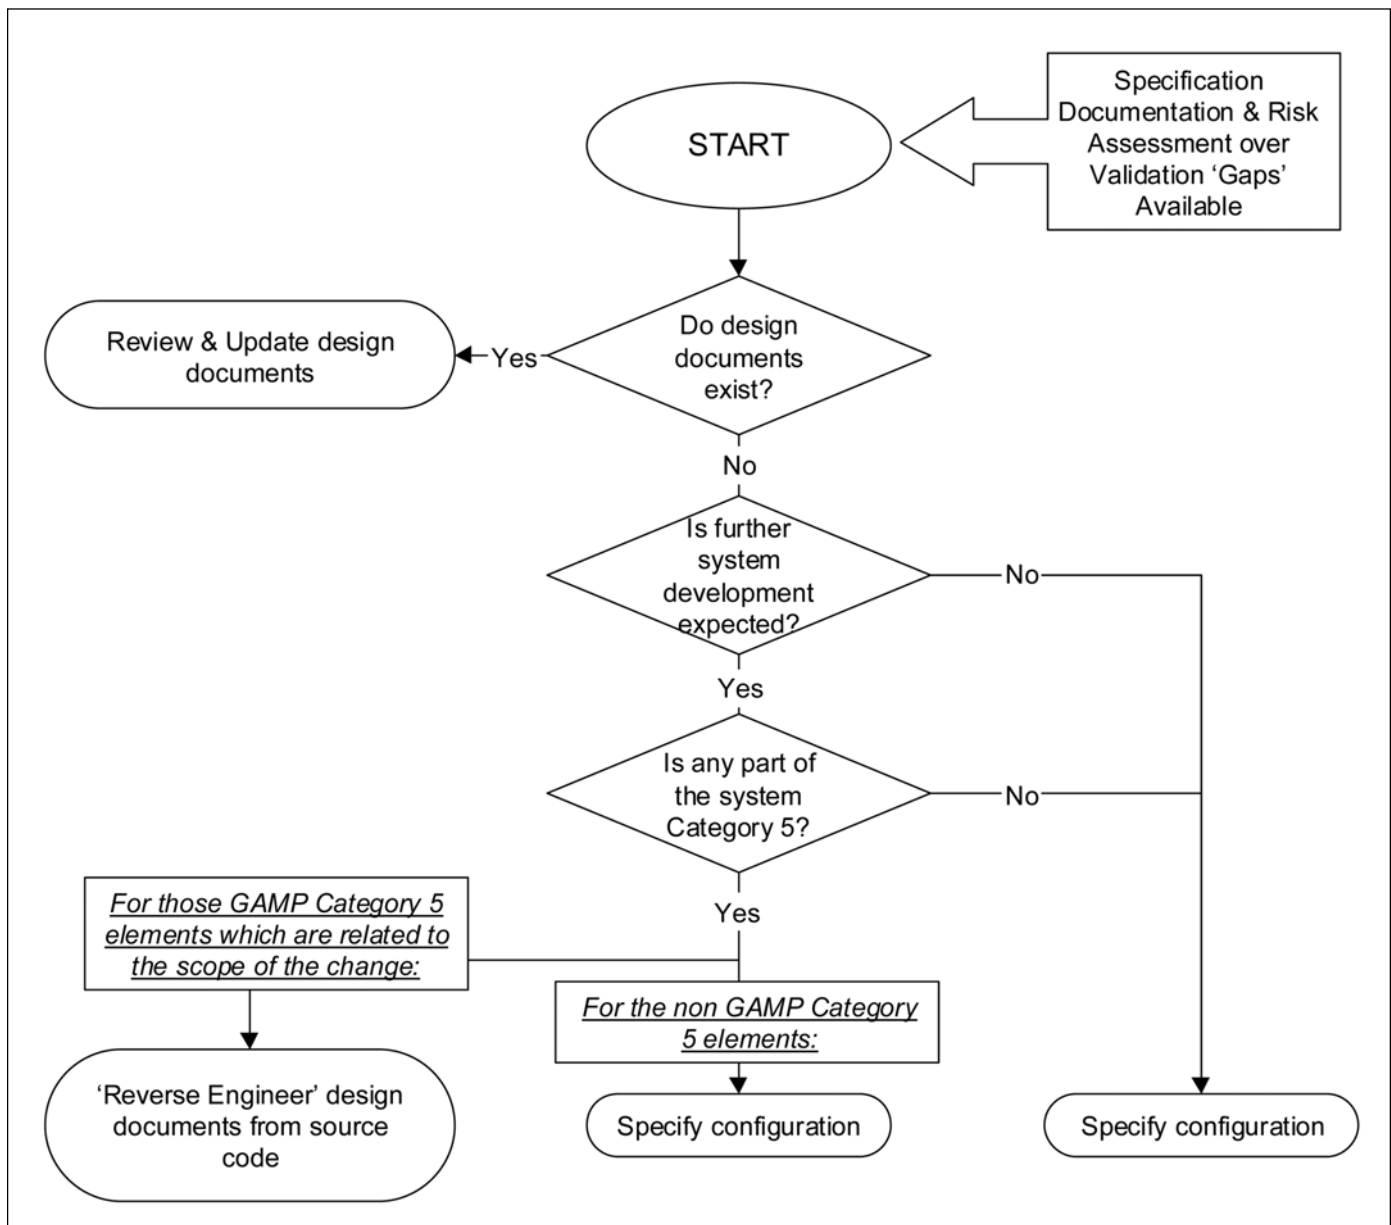 START
Specification
Documentation & Risk
Assessment over
Validation ‘Gaps’
Available
Do design
documents
exist?
Yes
Review & Update design
documents
No
Is further
system
development
expected?
No
Yes
Is any part of
the system
Category 5?
No
Yes
For those GAMP Category 5
elements which are related to
the scope of the change:
For the non GAMP Category
5 elements:
‘Reverse Engineer’ design
documents from source
code
Specify configuration
Specify configuration